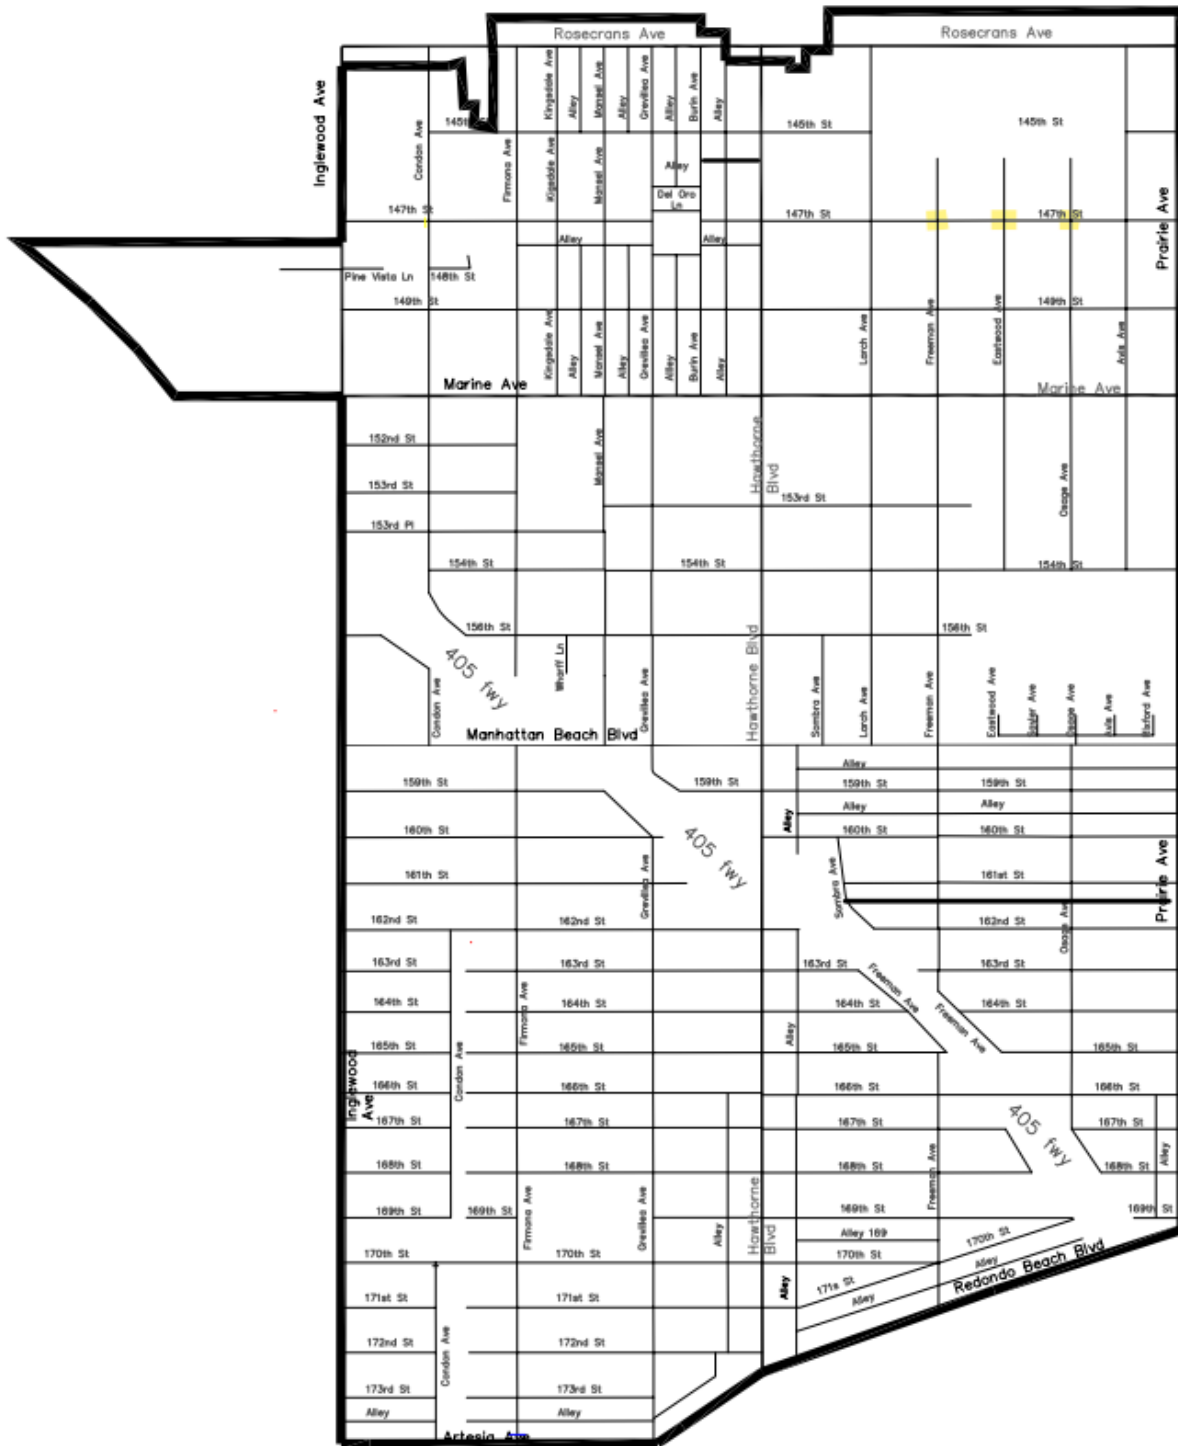 Rosecrans Ave
Rosecrans Ave
Inglewood Ave
Condon Ave
145th St
Firmona Ave
Kingsdale Ave
Alley
Mansel Ave
Alley
Grevillea Ave
Alley
Burin Ave
Alley
145th St
145th St
Kigsdale Ave
Mansel Ave
Alley
Del Oro
Ln
147th St
147th St
147th St
Prairie Ave
Alley
Alley
Pine Vista Ln
148th St
149th St
149th St
Kingsdale Ave
Alley
Mansel Ave
Alley
Grevillea Ave
Alley
Burin Ave
Alley
Larch Ave
Freeman Ave
Eastwood Ave
Avis Ave
Marine Ave
Marine Ave
152nd St
Mansel Ave
Hawthorne
Blvd
153rd St
153rd St
Osage Ave
153rd Pl
154th St
154th St
154th St
156th St
156th St
405 fwy
Condon Ave
Wharff Ln
Grevillea Ave
Hawthorne Blvd
Sombra Ave
Larch Ave
Freeman Ave
Eastwood Ave
Osage Ave
Avis Ave
Manhattan Beach Blvd
Alley
159th St
159th St
159th St
159th St
Alley
Alley
Alley
160th St
160th St
160th St
405 fwy
161th St
161st St
Grevillea Ave
Sombra Ave
Prairie Ave
162nd St
162nd St
162nd St
Osage Ave
163rd St
163rd St
163rd St
163rd St
Freeman Ave
164th St
164th St
164th St
164th St
Firmona Ave
Freeman Ave
Alley
165th St
165th St
165th St
165th St
Inglewood
Ave
Condon Ave
166th St
166th St
166th St
166th St
167th St
167th St
167th St
167th St
405 fwy
168th St
168th St
168th St
168th St
Alley
Freeman Ave
169th St
169th St
169th St
169th St
Firmona Ave
Grevillea Ave
Alley
Hawthorne
Blvd
Alley 169
170th St
170th St
170th St
170th St
Alley
Redondo Beach Blvd
171s St
Alley
Alley
171st St
171st St
172nd St
172nd St
Condon Ave
173rd St
173rd St
Alley
Alley
Artesia Ave